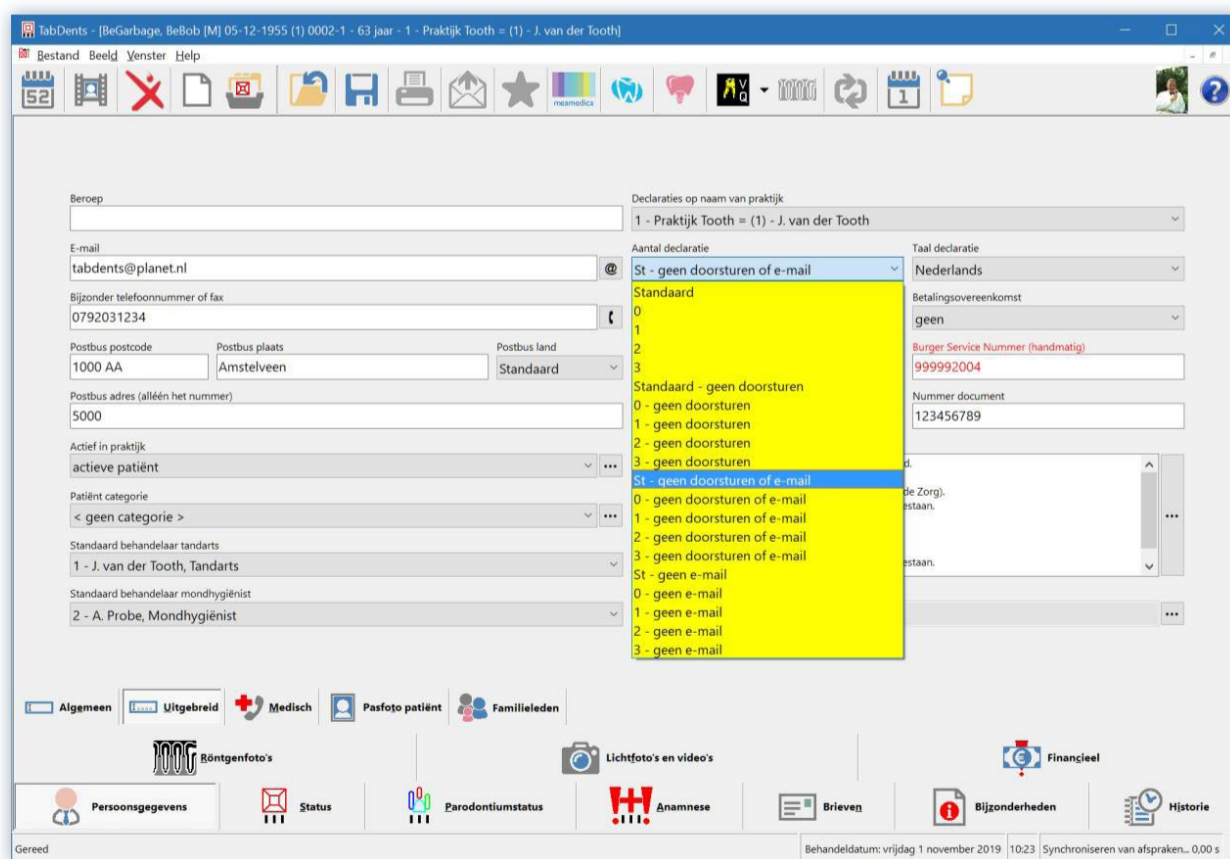 TabDents - [BeGarbage, BeBob [M] 05-12-1955 (1) 0002-1 - 63 jaar - 1 - Praktijk Tooth = (1) - J. van der Tooth]
Bestand Beeld Venster Help
52
meamedica
V Q
1
?
Beroep
Declaraties op naam van praktijk
1 - Praktijk Tooth = (1) - J. van der Tooth
E-mail
Aantal declaratie
Taal declaratie
tabdents@planet.nl
@
St - geen doorsturen of e-mail
Nederlands
Bijzonder telefoonnummer of fax
Betalingsovereenkomst
0792031234
geen
Postbus postcode
Postbus plaats
Postbus land
Burger Service Nummer (handmatig)
1000 AA
Amstelveen
Standaard
999992004
Postbus adres (alléén het nummer)
Nummer document
5000
123456789
Actief in praktijk
actieve patiënt
...
Patiënt categorie
< geen categorie >
...
Standaard behandelaar tandarts
1 - J. van der Tooth, Tandarts
Standaard behandelaar mondhygiënist
2 - A. Probe, Mondhygiënist
Standaard
0
1
2
3
Standaard - geen doorsturen
0 - geen doorsturen
1 - geen doorsturen
2 - geen doorsturen
3 - geen doorsturen
St - geen doorsturen of e-mail
0 - geen doorsturen of e-mail
1 - geen doorsturen of e-mail
2 - geen doorsturen of e-mail
3 - geen doorsturen of e-mail
St - geen e-mail
0 - geen e-mail
1 - geen e-mail
2 - geen e-mail
3 - geen e-mail
d.
de Zorg).
estaan.
...
estaan.
...
Algemeen
Uitgebreid
Medisch
Pasfoto patiënt
Familieleden
Röntgenfoto's
Lichtfoto's en video's
Financieel
Persoonsgegevens
Status
Parodontiumstatus
Anamnese
Brieven
Bijzonderheden
Historie
Gereed
Behandeldatum: vrijdag 1 november 2019
10:23
Synchroniseren van afspraken... 0,00 s